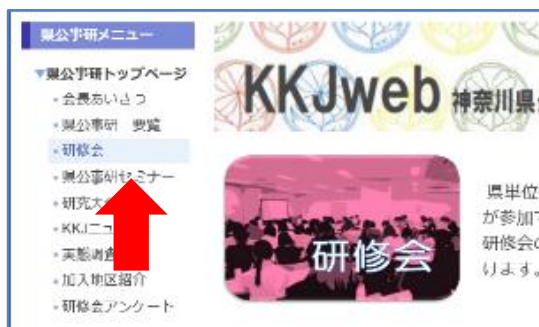 県公事研メニュー
▼県公事研トップページ
会長あいさつ
県公事研 要覧
研修会
県公事研セミナー
研究大
KKJニュ
実態調査
加入地区紹介
研修会アンケート
KKJweb 神奈川県
研修会
県単位
が参加
研修会の
ります。